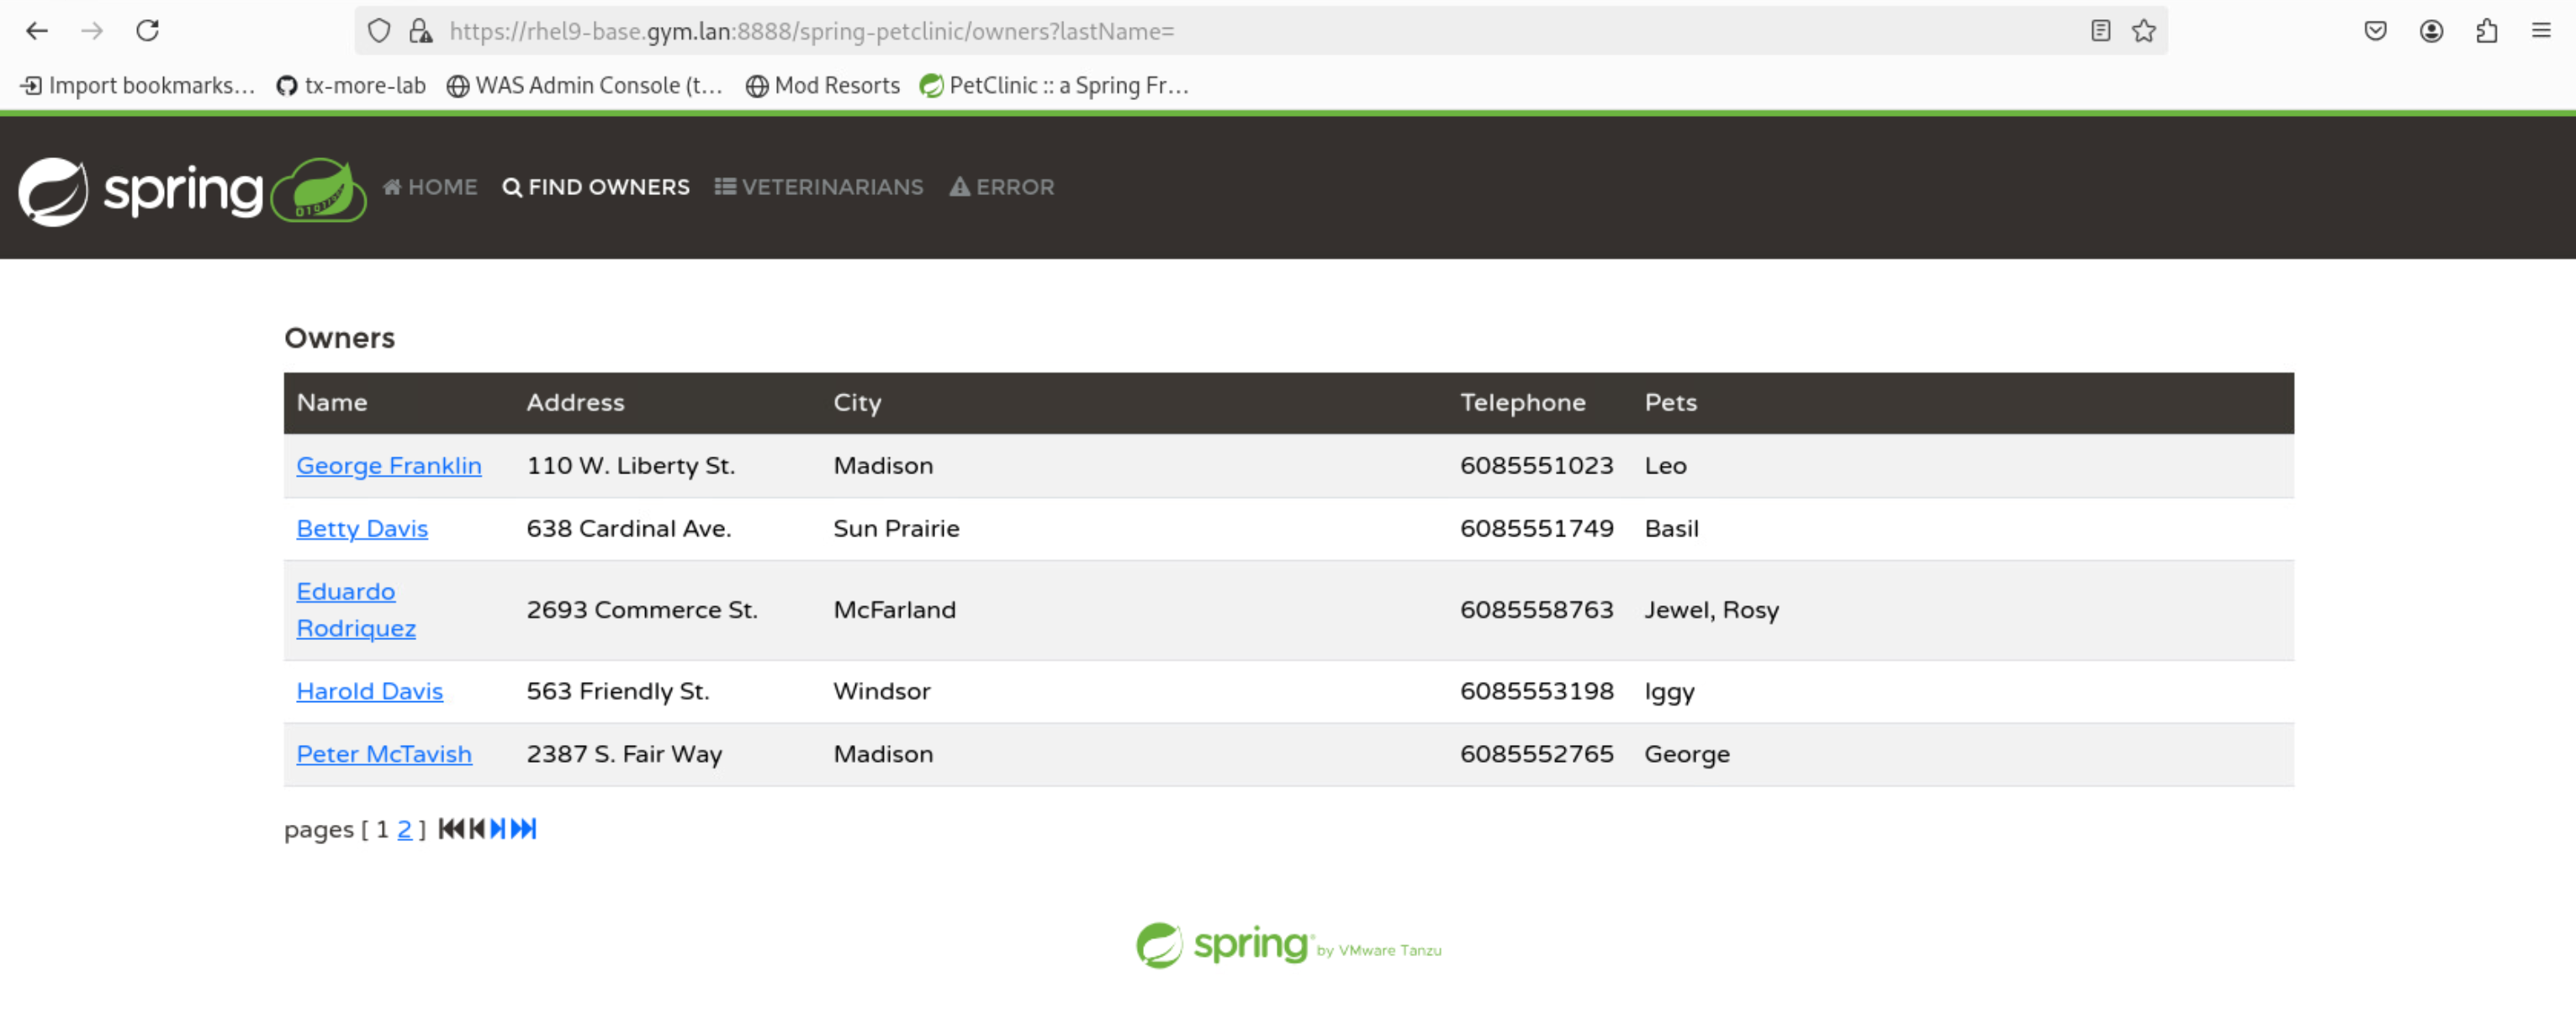 https://rhel9-base.gym.lan:8888/spring-petclinic/owners?lastName=
Import bookmarks… tx-more-lab WAS Admin Console (t… Mod Resorts PetClinic :: a Spring Fr…
spring HOME FIND OWNERS VETERINARIANS ERROR
Owners
Name Address City Telephone Pets
George Franklin 110 W. Liberty St. Madison 6085551023 Leo
Betty Davis 638 Cardinal Ave. Sun Prairie 6085551749 Basil
Eduardo
Rodriquez 2693 Commerce St. McFarland 6085558763 Jewel, Rosy
Harold Davis 563 Friendly St. Windsor 6085553198 Iggy
Peter McTavish 2387 S. Fair Way Madison 6085552765 George
pages [ 1 2 ]
spring by VMware Tanzu